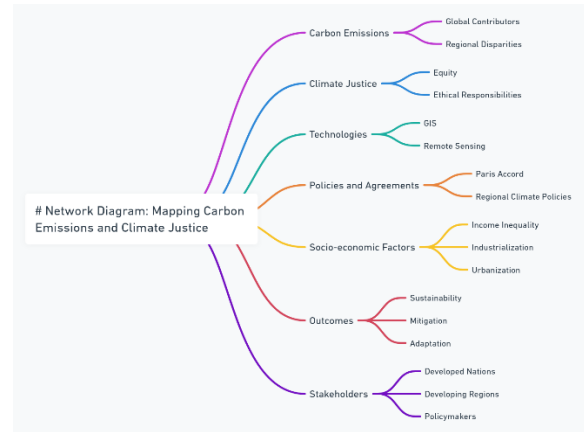 Global Contributors
Carbon Emissions
Regional Disparities
Equity
Climate Justice
Ethical Responsibilities
GIS
Technologies
Remote Sensing
Paris Accord
Policies and Agreements
Regional Climate Policies
# Network Diagram: Mapping Carbon
Emissions and Climate Justice
Income Inequality
Socio-economic Factors
Industrialization
Urbanization
Sustainability
Outcomes
Mitigation
Adaptation
Developed Nations
Stakeholders
Developing Regions
Policymakers